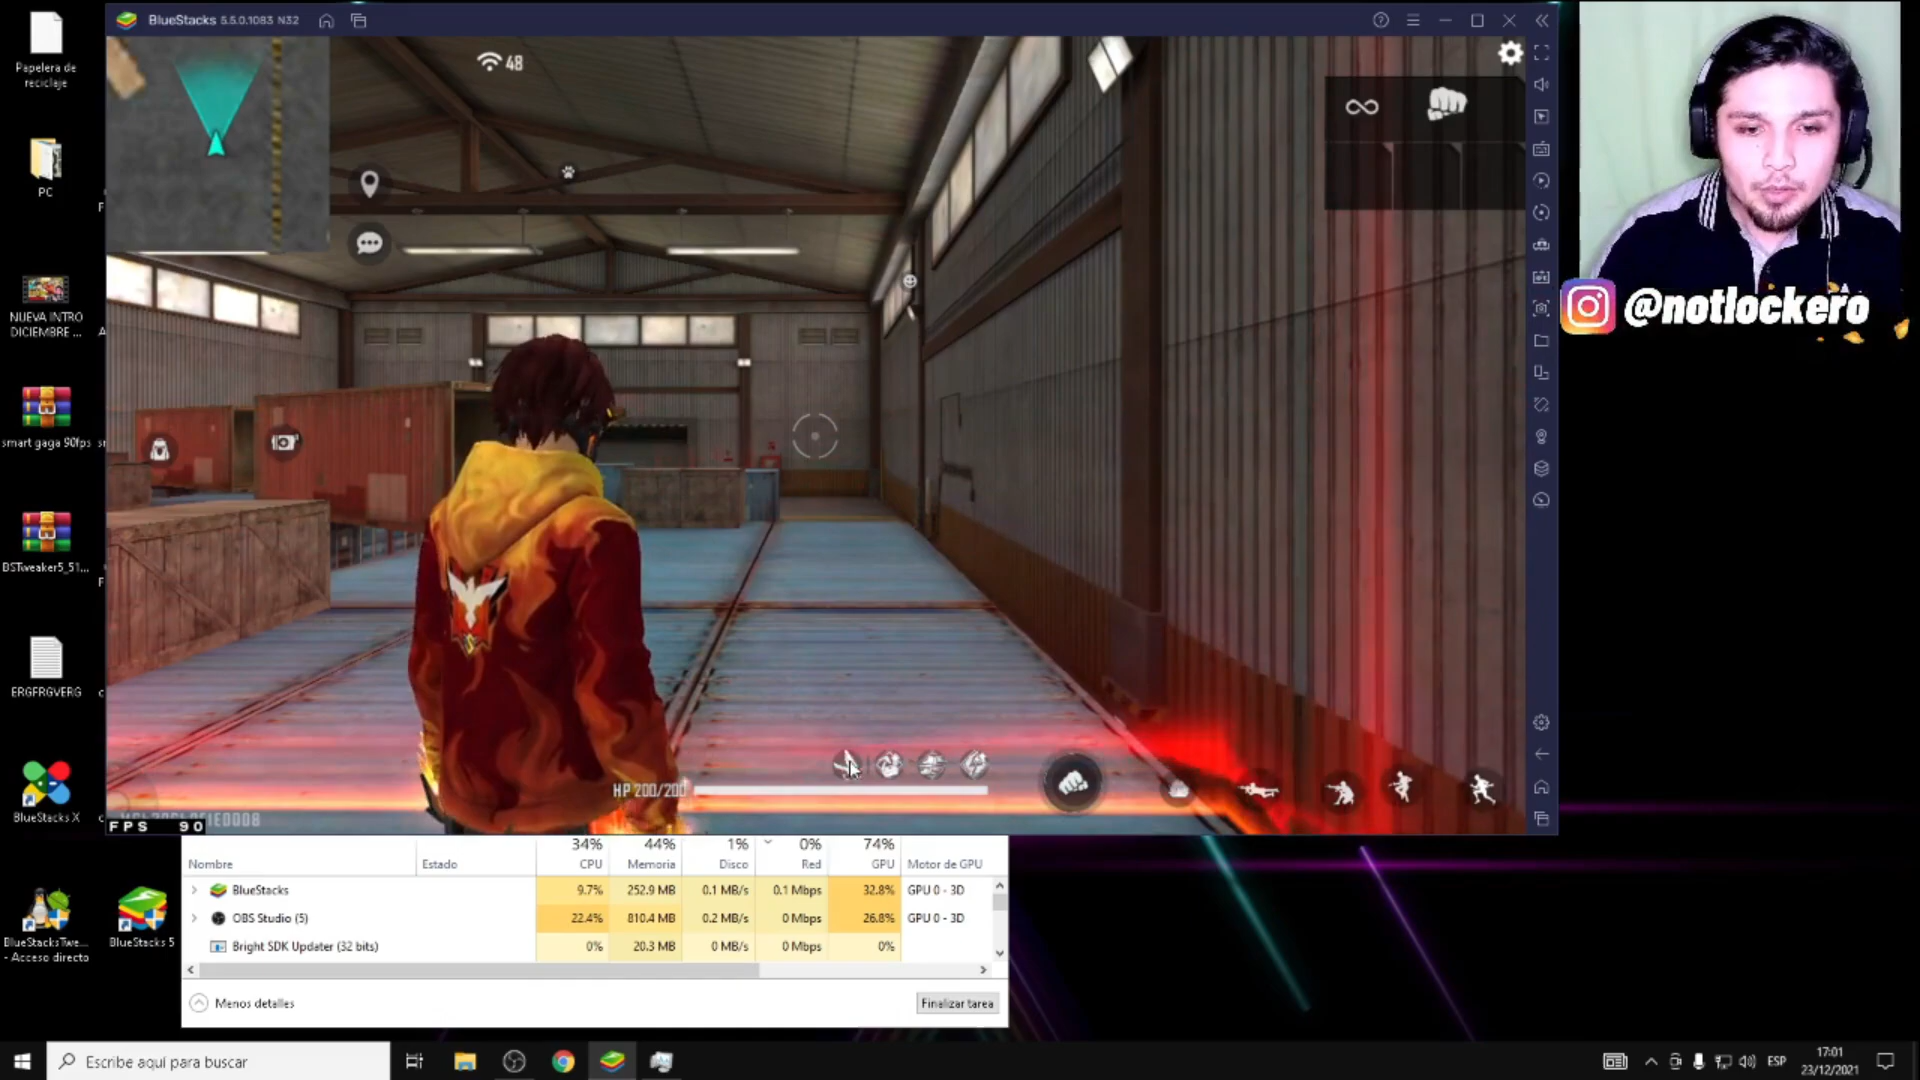 BlueStacks 5.5.0.1083 N32
48
Papelera de
reciclaje
PC
NUEVA INTRO
DICIEMBRE ...
smart gaga 90fps
BSTweaker5_51...
ERGFRGVERG
BlueStacks X
BlueStacksTwe...
- Acceso directo
BlueStacks 5
@notlockero
HP 200/200
FPS 90
34% 44% 1% 0% 74%
Nombre Estado CPU Memoria Disco Red GPU Motor de GPU
BlueStacks 9.7% 252.9 MB 0.1 MB/s 0.1 Mbps 32.8% GPU 0 - 3D
OBS Studio (5) 22.4% 810.4 MB 0.2 MB/s 0 Mbps 26.8% GPU 0 - 3D
Bright SDK Updater (32 bits) 0% 20.3 MB 0 MB/s 0 Mbps 0%
Menos detalles
Finalizar tarea
Escribe aquí para buscar
ESP
17:01
23/12/2021